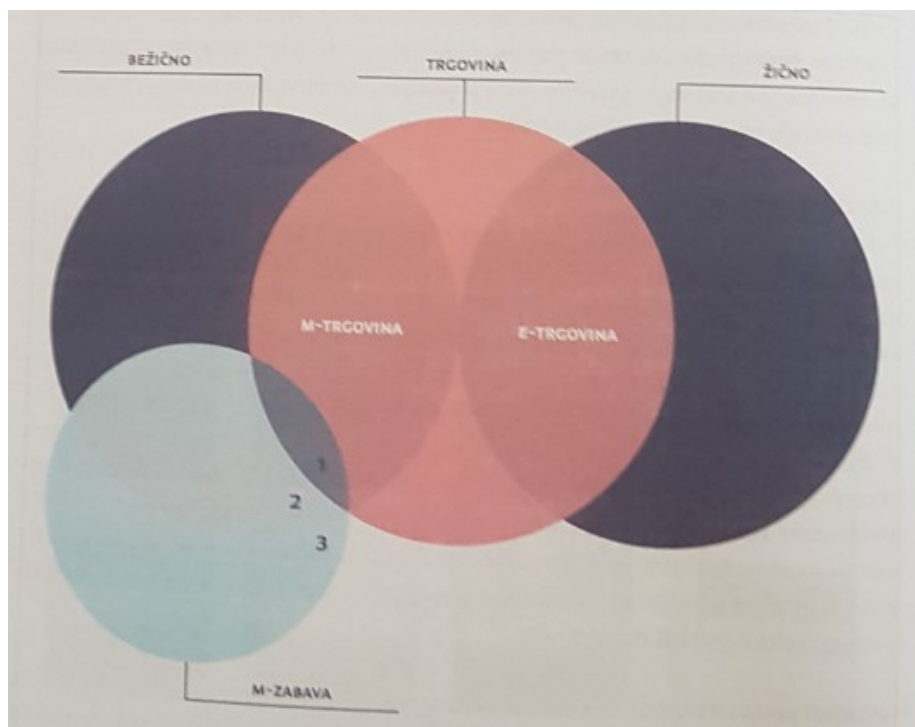 BEŽIČNO
TRGOVINA
ŽIČNO
M-TRGOVINA
E-TRGOVINA
1
2
3
M-ZABAVA